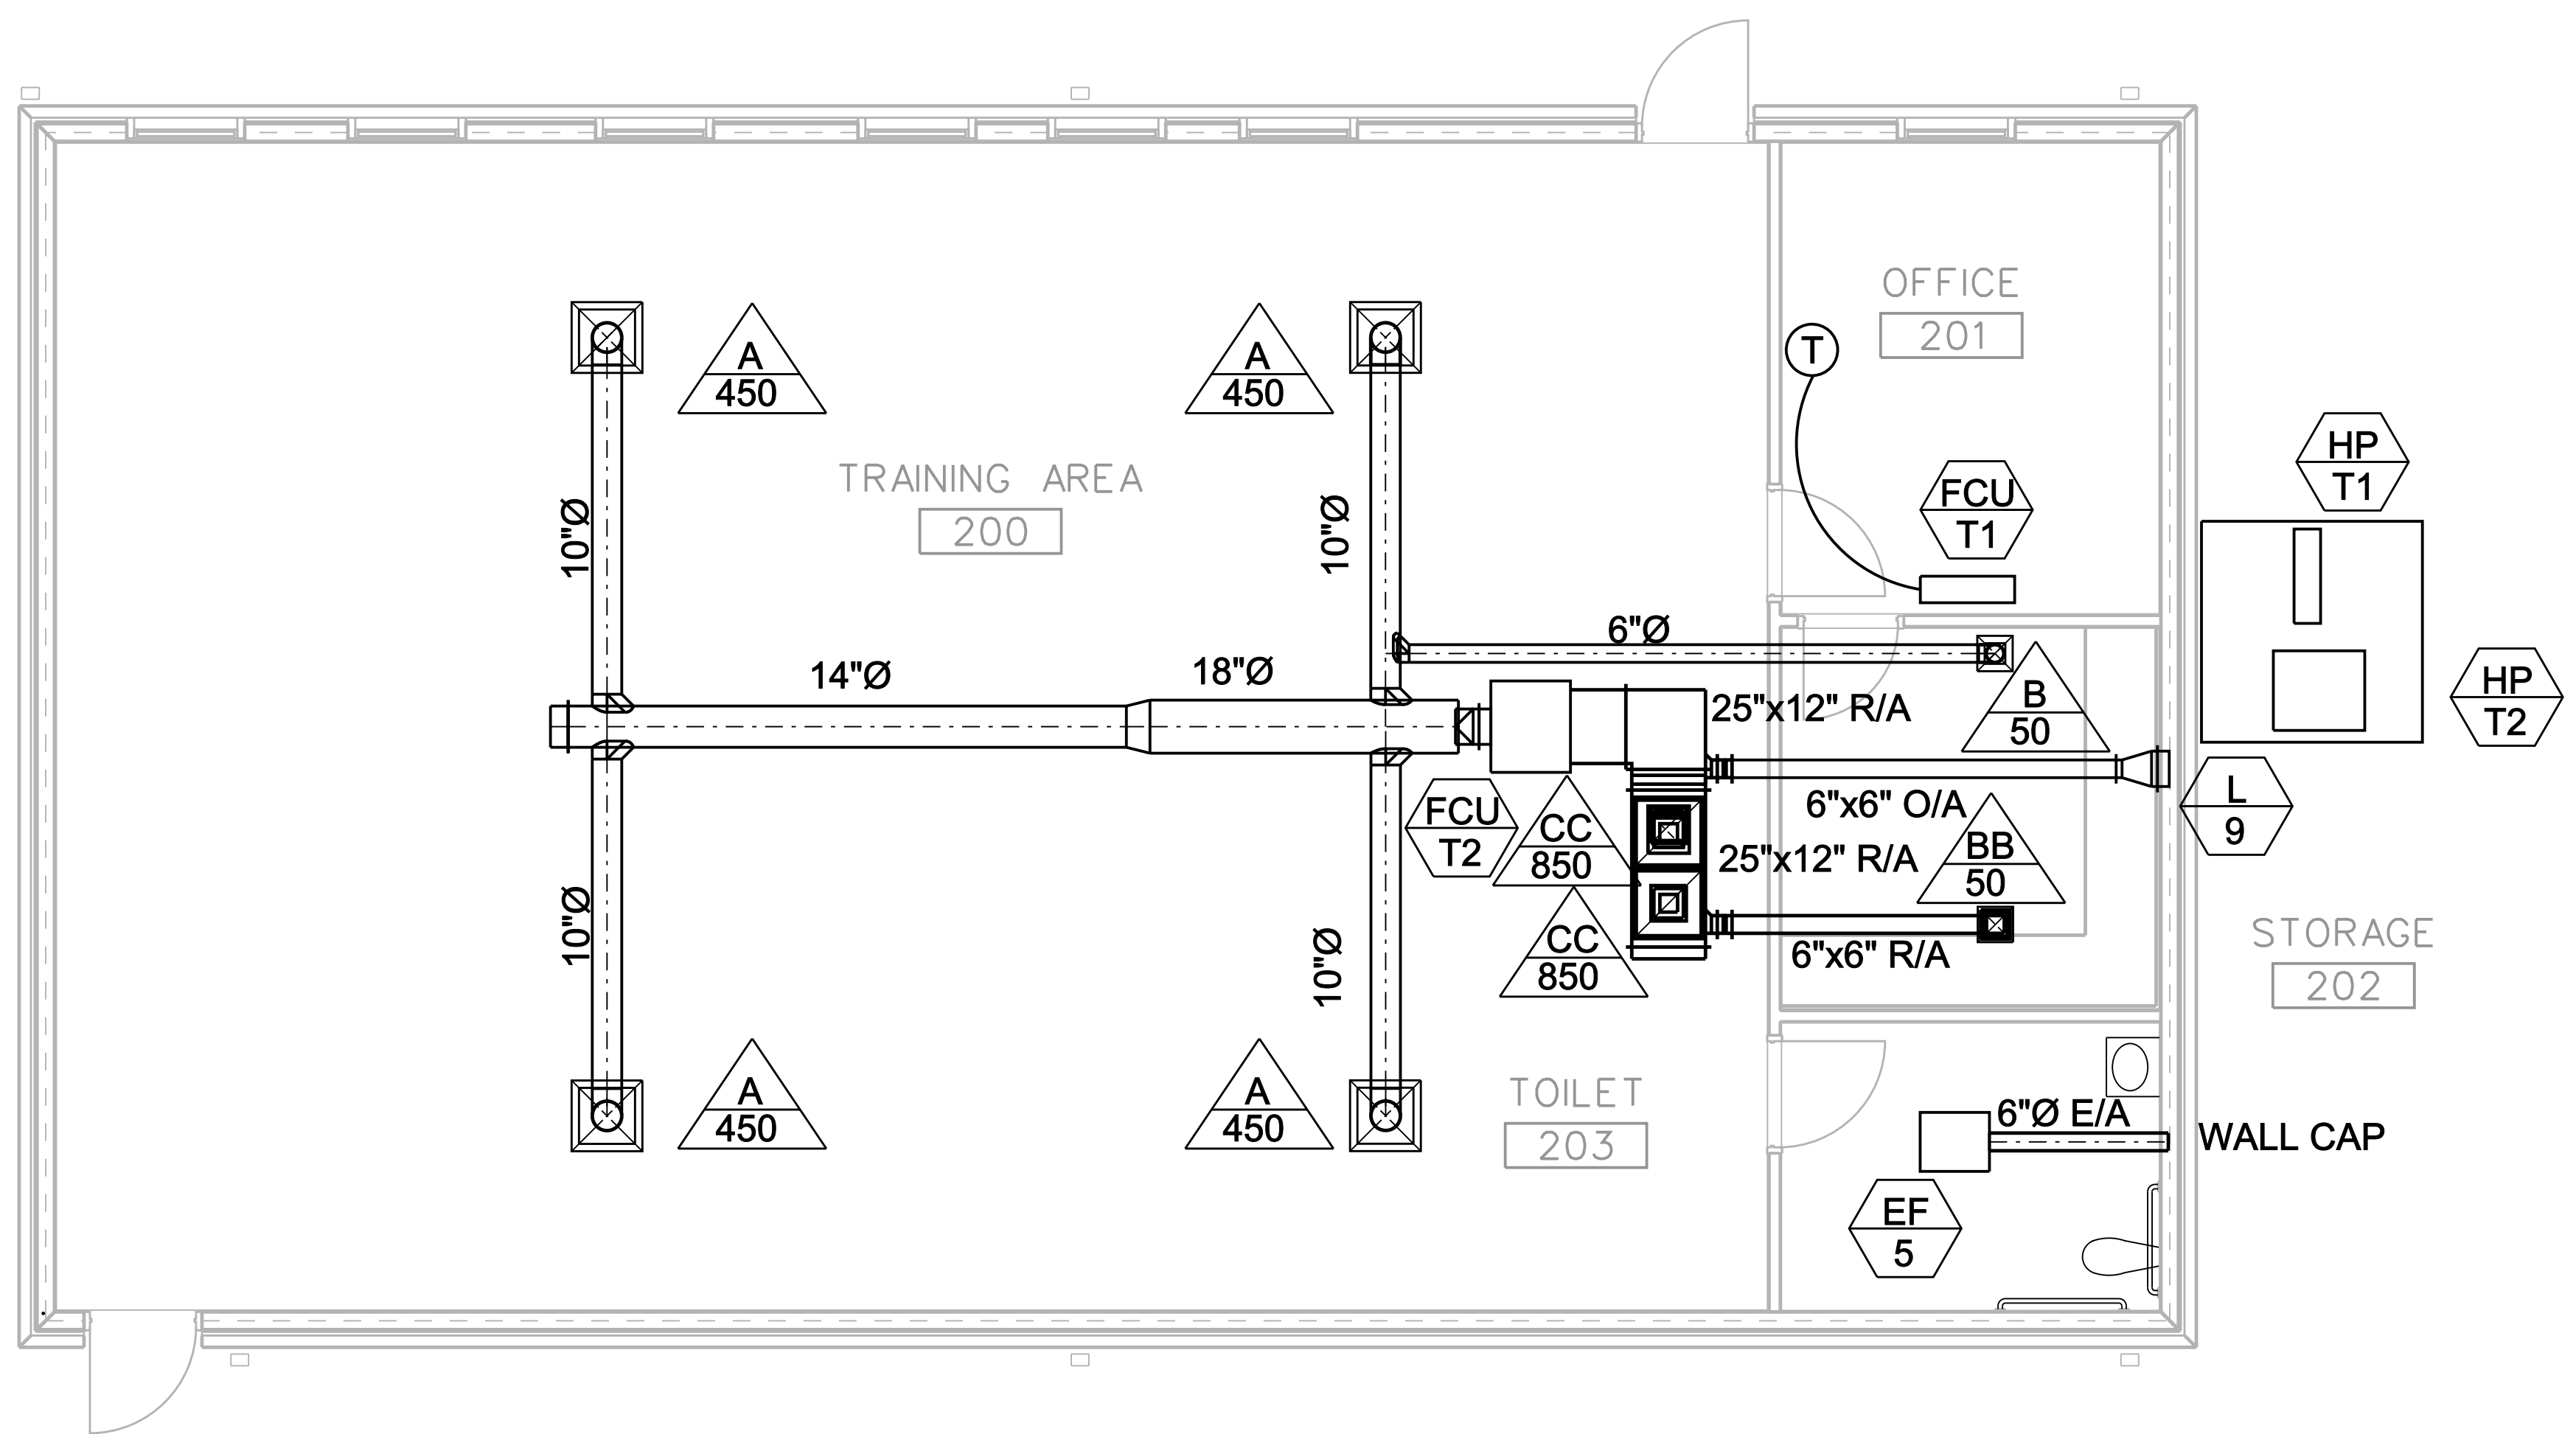 OFFICE
201
A
450
A
450
T
HP
T1
TRAINING AREA
200
FCU
T1
10"Ø
10"Ø
6"Ø
14"Ø
18"Ø
25"x12" R/A
B
50
HP
T2
FCU
T2
CC
850
6"x6" O/A
L
9
25"x12" R/A
BB
50
10"Ø
10"Ø
CC
850
6"x6" R/A
STORAGE
202
A
450
A
450
TOILET
203
6"Ø E/A
WALL CAP
EF
5